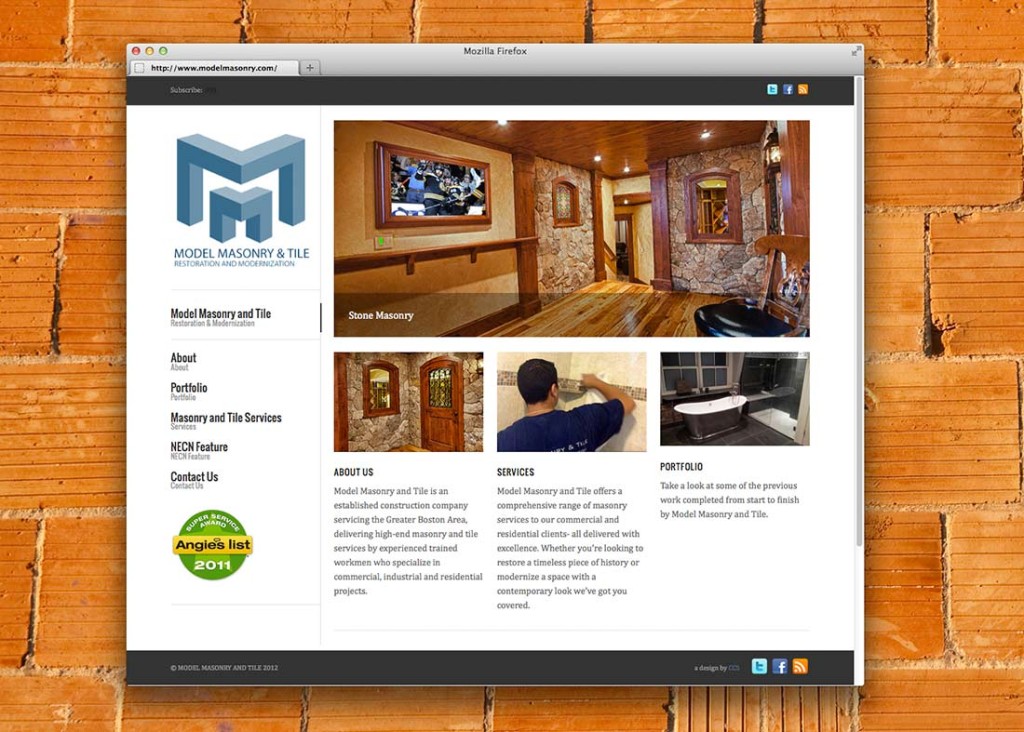 Mozilla Firefox
http://www.modelmasonry.com/
Subscribe:
MODEL MASONRY & TILE
RESTORATION AND MODERNIZATION
Model Masonry and Tile
Restoration & Modernization
About
About
Portfolio
Portfolio
Masonry and Tile Services
Services
NECN Feature
NECN Feature
Contact Us
Contact Us
SUPER SERVICE
AWARD
Angie's list
2011
Stone Masonry
ABOUT US
Model Masonry and Tile is an
established construction company
servicing the Greater Boston Area,
delivering high-end masonry and tile
services by experienced trained
workmen who specialize in
commercial, industrial and residential
projects.
SERVICES
Model Masonry and Tile offers a
comprehensive range of masonry
services to our commercial and
residential clients- all delivered with
excellence. Whether you're looking to
restore a timeless piece of history or
modernize a space with a
contemporary look we've got you
covered.
PORTFOLIO
Take a look at some of the previous
work completed from start to finish
by Model Masonry and Tile.
© MODEL MASONRY AND TILE 2012
a design by CCS